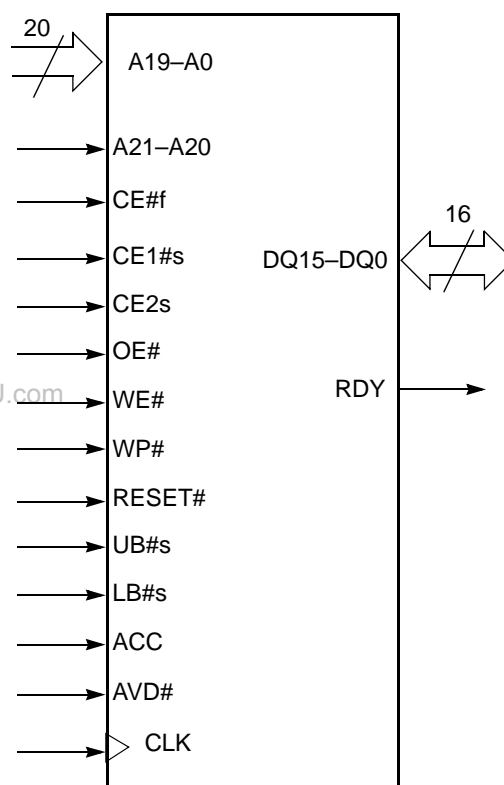 20
A19–A0
A21–A20
CE#f
16
CE1#s
DQ15–DQ0
CE2s
OE#
RDY
.com
WE#
WP#
RESET#
UB#s
LB#s
ACC
AVD#
CLK